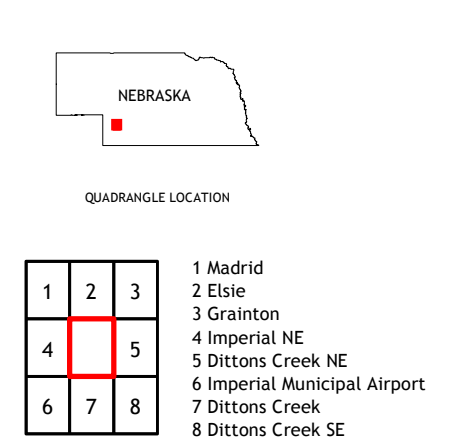 NEBRASKA
QUADRANGLE LOCATION
1 2 3
4 5
6 7 8
1 Madrid
2 Elsie
3 Grainton
4 Imperial NE
5 Dittons Creek NE
6 Imperial Municipal Airport
7 Dittons Creek
8 Dittons Creek SE